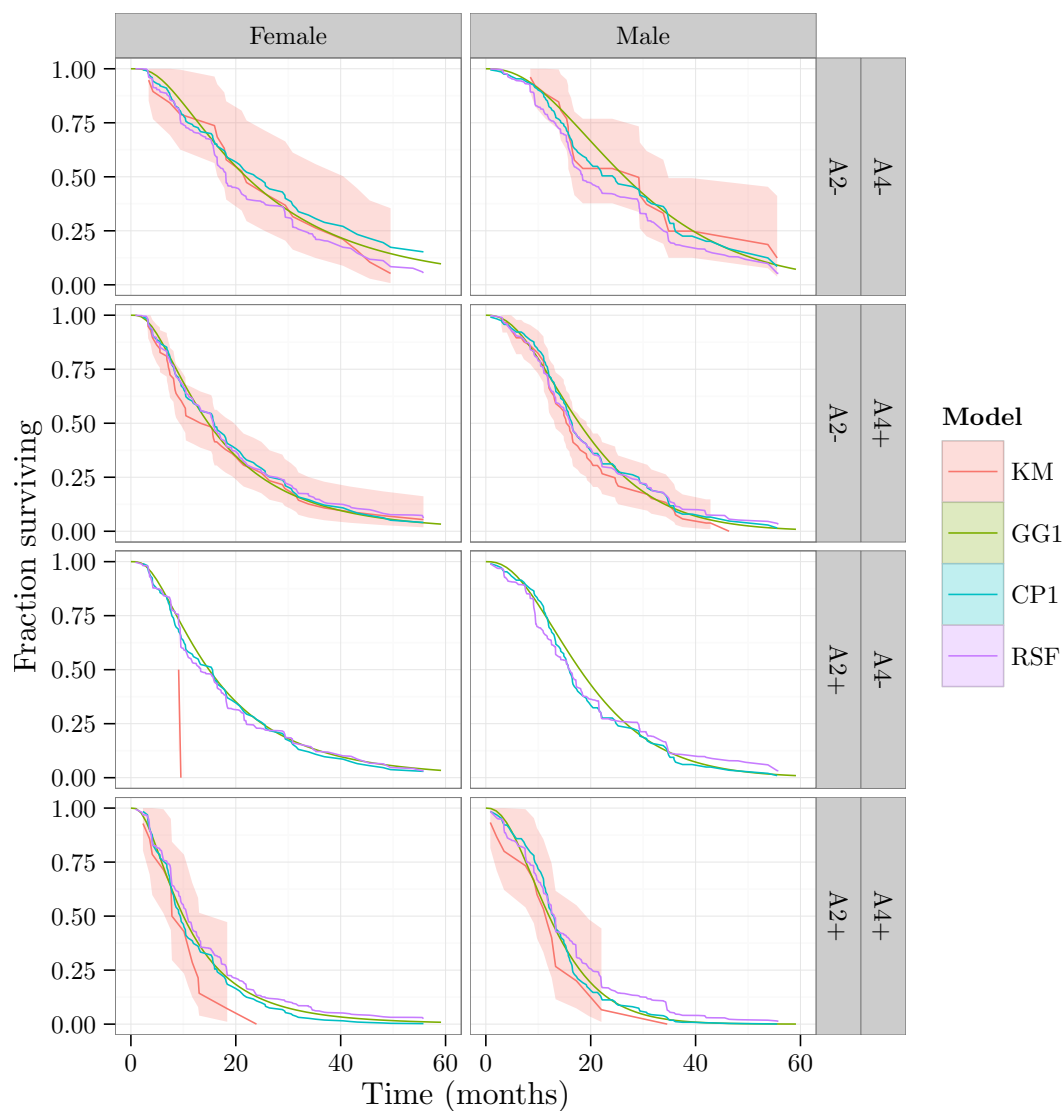 Female
Male
1.00
0.75
0.50
0.25
0.00
A2-
A4-
1.00
0.75
0.50
0.25
0.00
A2-
A4+
1.00
0.75
0.50
0.25
0.00
A2+
A4-
1.00
0.75
0.50
0.25
0.00
A2+
A4+
Fraction surviving
0
20
40
60
0
20
40
60
Time (months)
Model
KM
GG1
CP1
RSF